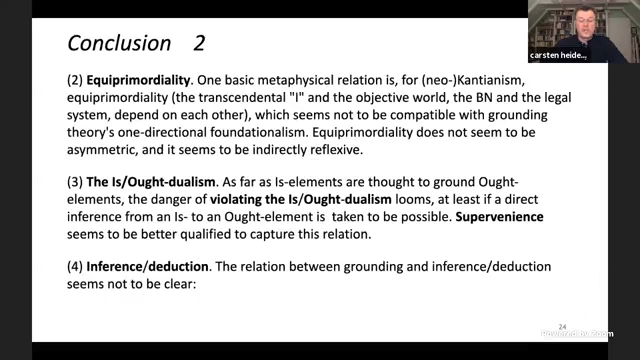 Conclusion 2
carsten heide...
(2) Equiprimordiality. One basic metaphysical relation is, for (neo-)Kantianism,
equiprimordiality (the transcendental "I" and the objective world, the BN and the legal
system, depend on each other), which seems not to be compatible with grounding
theory's one-directional foundationalism. Equiprimordiality does not seem to be
asymmetric, and it seems to be indirectly reflexive.
(3) The Is/Ought-dualism. As far as Is-elements are thought to ground Ought-
elements, the danger of violating the Is/Ought-dualism looms, at least if a direct
inference from an Is- to an Ought-element is taken to be possible. Supervenience
seems to be better qualified to capture this relation.
(4) Inference/deduction. The relation between grounding and inference/deduction
seems not to be clear:
24
Powered by Zoom